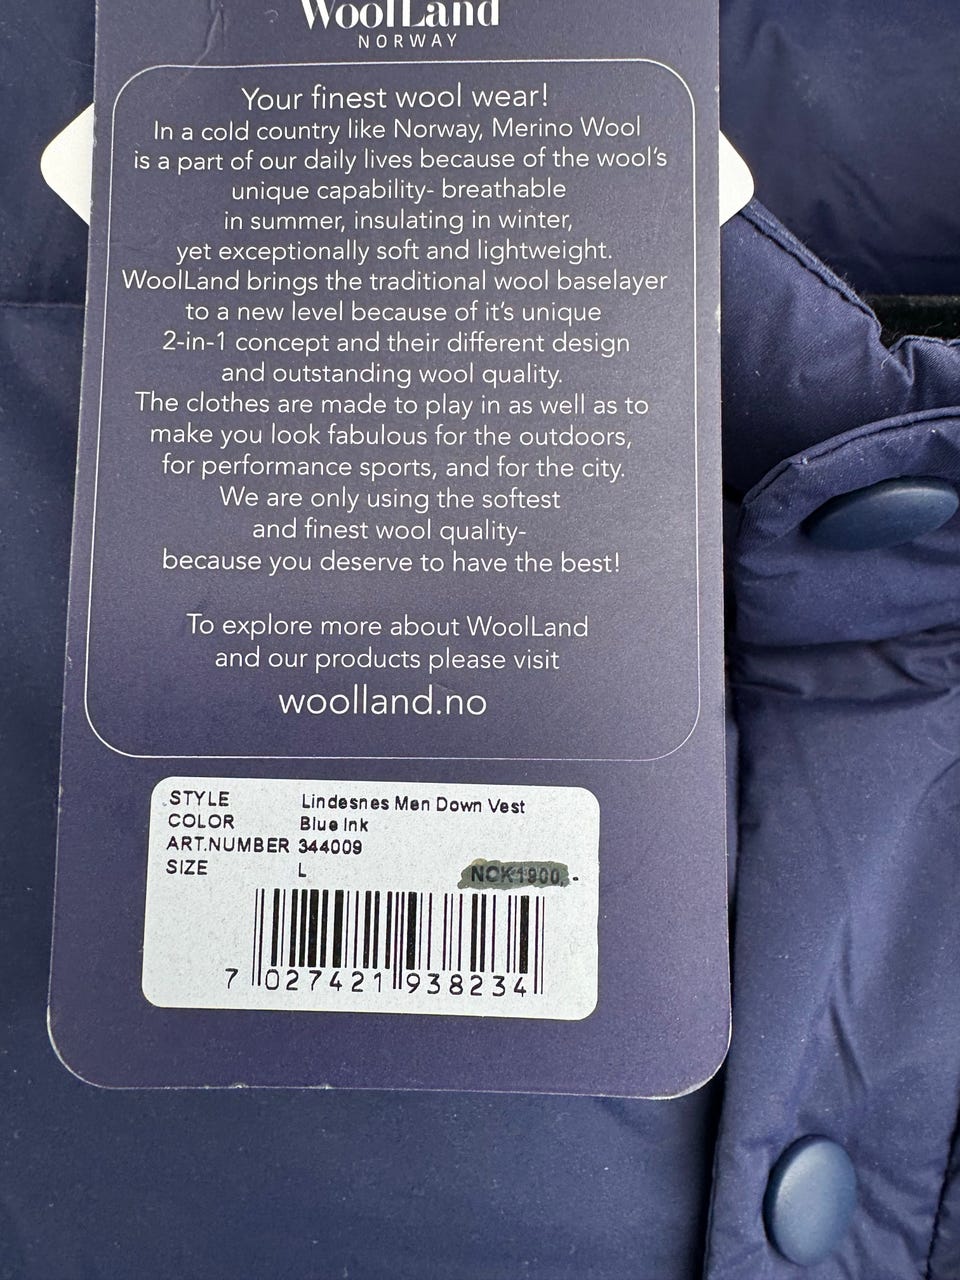 WoolLand
NORWAY
Your finest wool wear!
In a cold country like Norway, Merino Wool
is a part of our daily lives because of the wool's
unique capability- breathable
in summer, insulating in winter,
yet exceptionally soft and lightweight.
WoolLand brings the traditional wool baselayer
to a new level because of it's unique
2-in-1 concept and their different design
and outstanding wool quality.
The clothes are made to play in as well as to
make you look fabulous for the outdoors,
for performance sports, and for the city.
We are only using the softest
and finest wool quality-
because you deserve to have the best!
To explore more about WoolLand
and our products please visit
woolland.no
STYLE Lindesnes Men Down Vest
COLOR Blue Ink
ART.NUMBER 344009
SIZE L NOK1900,-
7 027421 938234